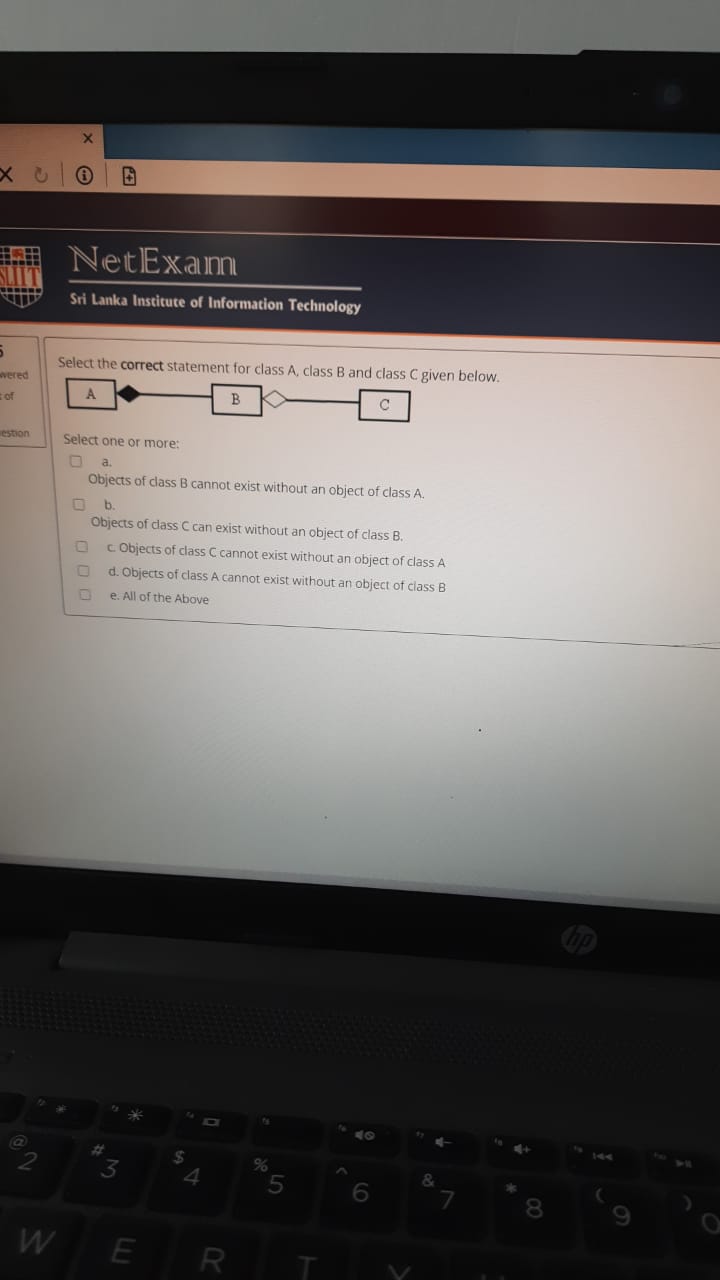 SLIIT
NetExam
Sri Lanka Institute of Information Technology
5
wered
of
estion
Select the correct statement for class A, class B and class C given below.
A B C
Select one or more:
a.
Objects of class B cannot exist without an object of class A.
b.
Objects of class C can exist without an object of class B.
c. Objects of class C cannot exist without an object of class A
d. Objects of class A cannot exist without an object of class B
e. All of the Above
hp
@ # $ % ^ & * ( )
2 3 4 5 6 7 8 9 0
W E R T Y